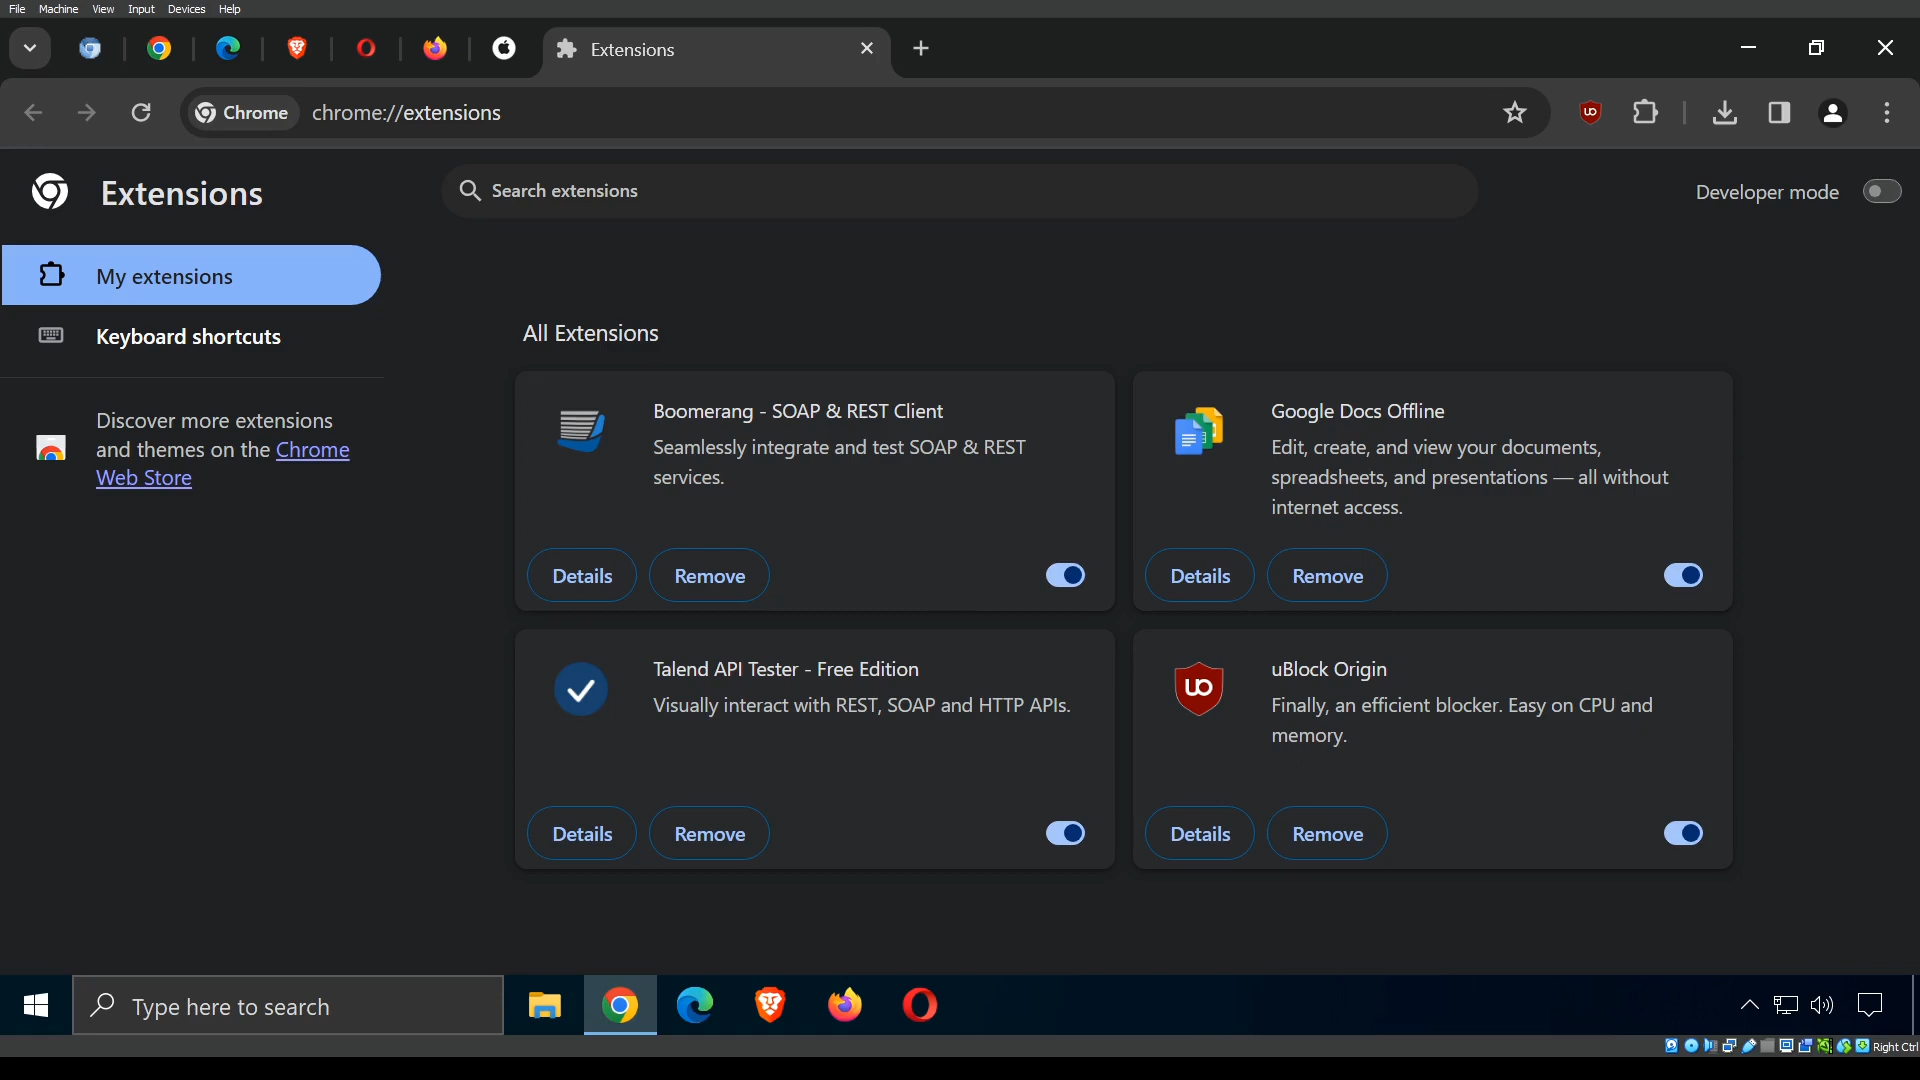 File Machine View Input Devices Help
Extensions
Chrome chrome://extensions
Extensions
Search extensions
Developer mode
My extensions
Keyboard shortcuts
Discover more extensions
and themes on the Chrome
Web Store
All Extensions
Boomerang - SOAP & REST Client
Seamlessly integrate and test SOAP & REST
services.
Details Remove
Google Docs Offline
Edit, create, and view your documents,
spreadsheets, and presentations — all without
internet access.
Details Remove
Talend API Tester - Free Edition
Visually interact with REST, SOAP and HTTP APIs.
Details Remove
uBlock Origin
Finally, an efficient blocker. Easy on CPU and
memory.
Details Remove
Type here to search
Right Ctrl